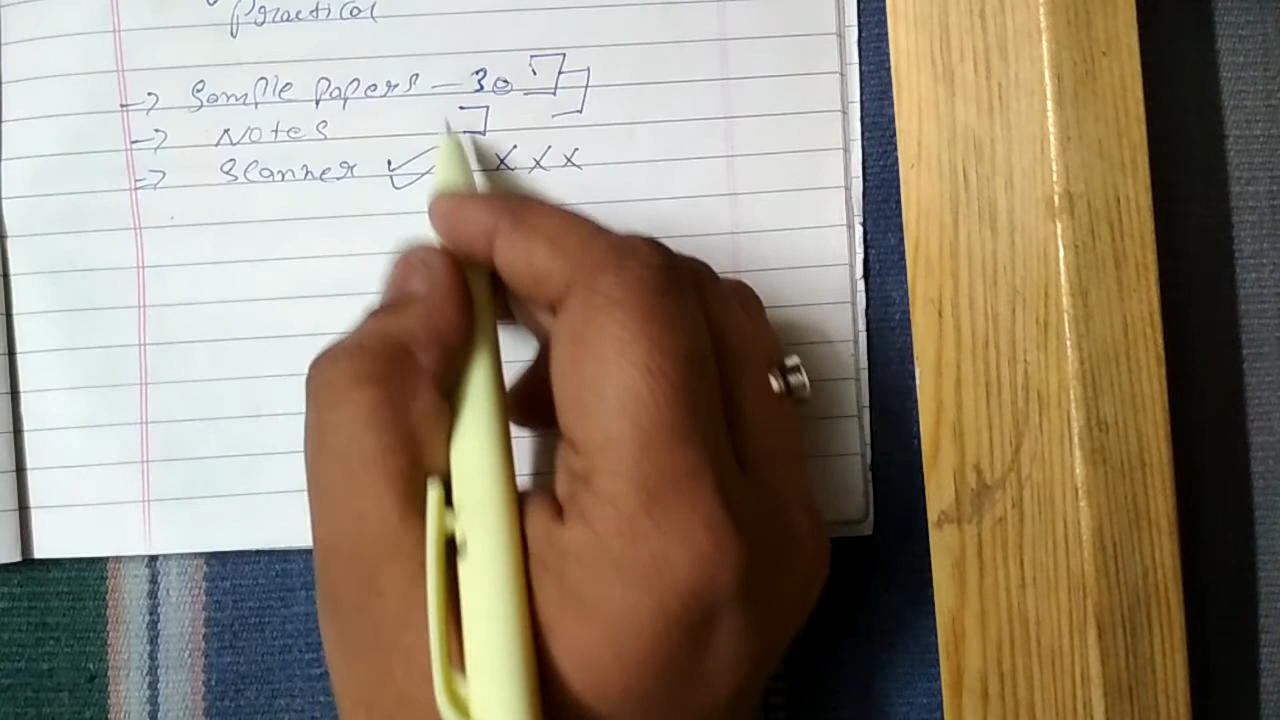 Practical
→ Sample Papers – 30
→ Notes
⇒ Scanner ✓ x x x